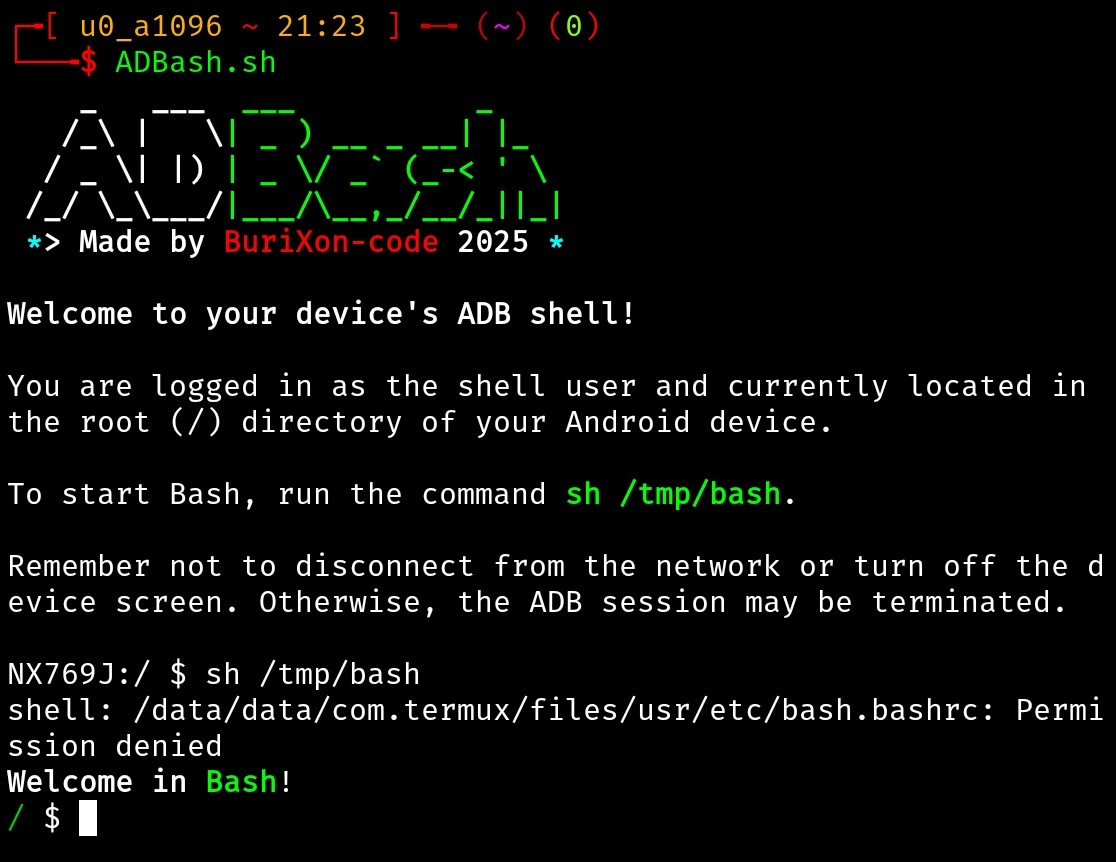 ┌─[ u0_a1096 ~ 21:23 ] ── (~) (0)
└───$ ADBash.sh
ADBash
*> Made by BuriXon-code 2025 *
Welcome to your device's ADB shell!
You are logged in as the shell user and currently located in
the root (/) directory of your Android device.
To start Bash, run the command sh /tmp/bash.
Remember not to disconnect from the network or turn off the d
evice screen. Otherwise, the ADB session may be terminated.
NX769J:/ $ sh /tmp/bash
shell: /data/data/com.termux/files/usr/etc/bash.bashrc: Permi
ssion denied
Welcome in Bash!
/ $